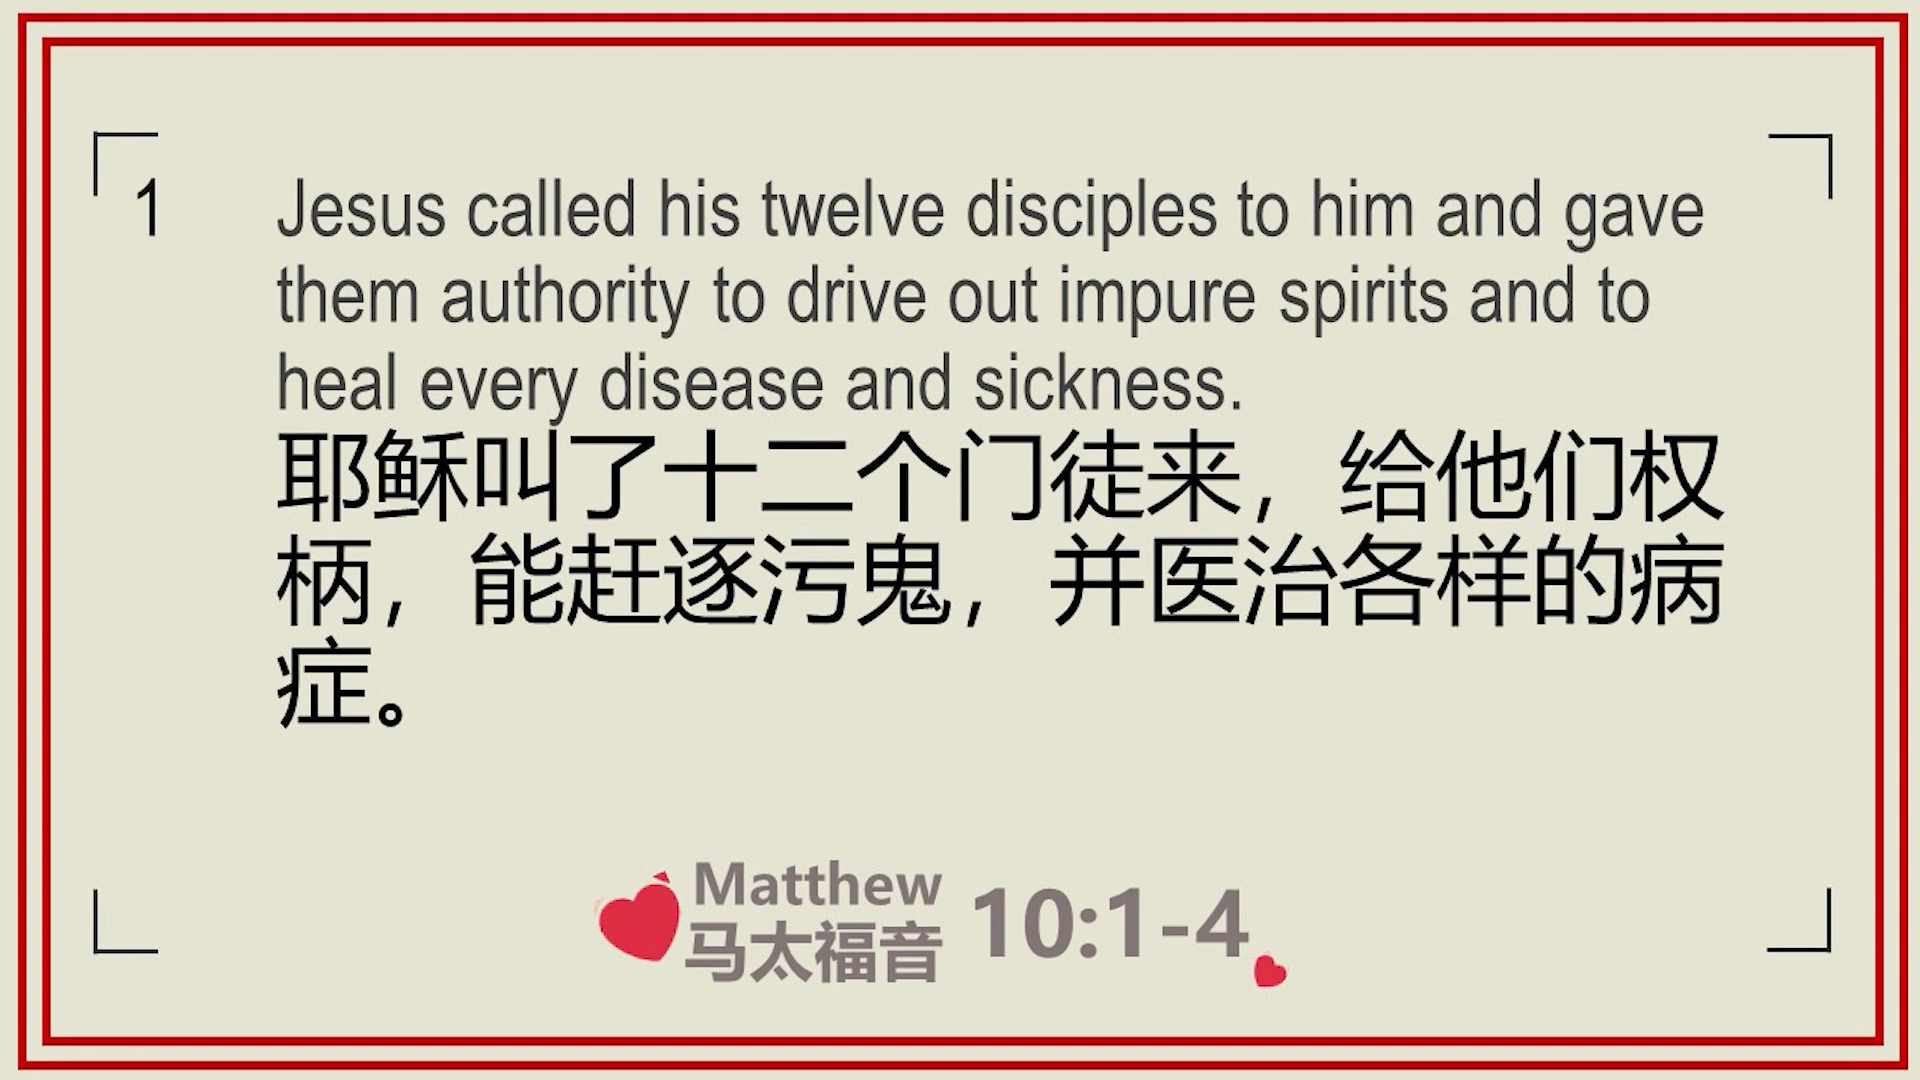 1 Jesus called his twelve disciples to him and gave
them authority to drive out impure spirits and to
heal every disease and sickness.
耶稣叫了十二个门徒来，给他们权
柄，能赶逐污鬼，并医治各样的病
症。
Matthew
马太福音 10:1-4